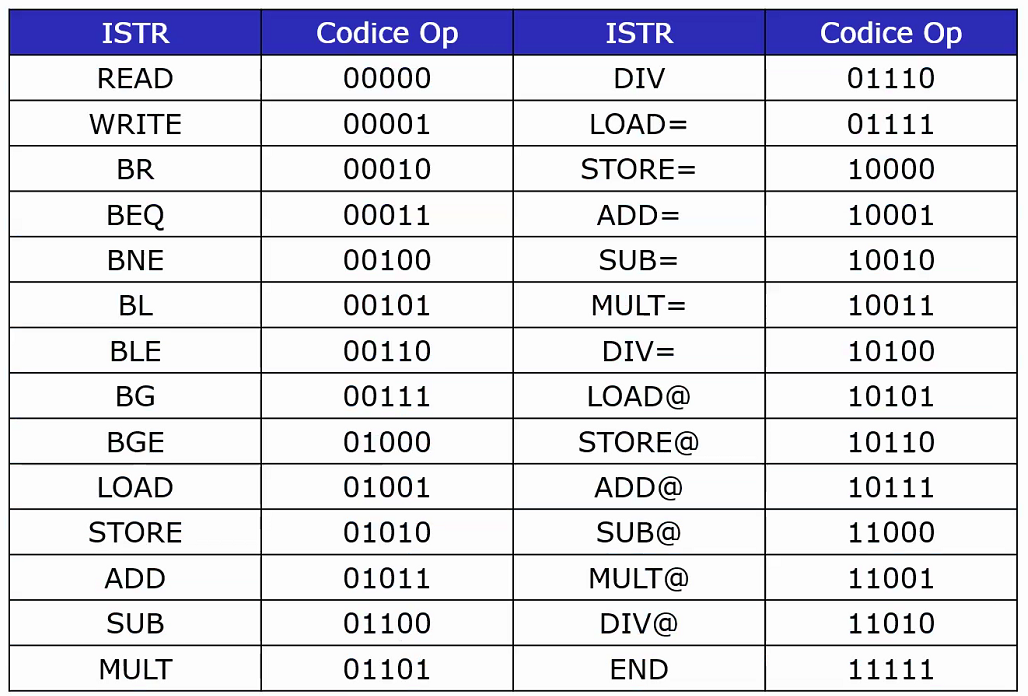 ISTR Codice Op ISTR Codice Op
READ 00000 DIV 01110
WRITE 00001 LOAD= 01111
BR 00010 STORE= 10000
BEQ 00011 ADD= 10001
BNE 00100 SUB= 10010
BL 00101 MULT= 10011
BLE 00110 DIV= 10100
BG 00111 LOAD@ 10101
BGE 01000 STORE@ 10110
LOAD 01001 ADD@ 10111
STORE 01010 SUB@ 11000
ADD 01011 MULT@ 11001
SUB 01100 DIV@ 11010
MULT 01101 END 11111